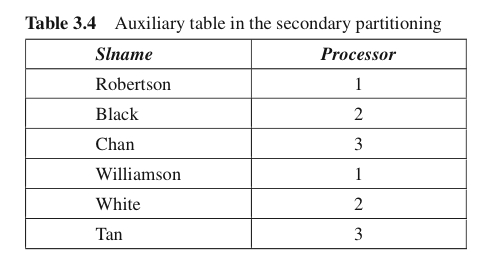 Table 3.4 Auxiliary table in the secondary partitioning
Slname Processor
Robertson 1
Black 2
Chan 3
Williamson 1
White 2
Tan 3